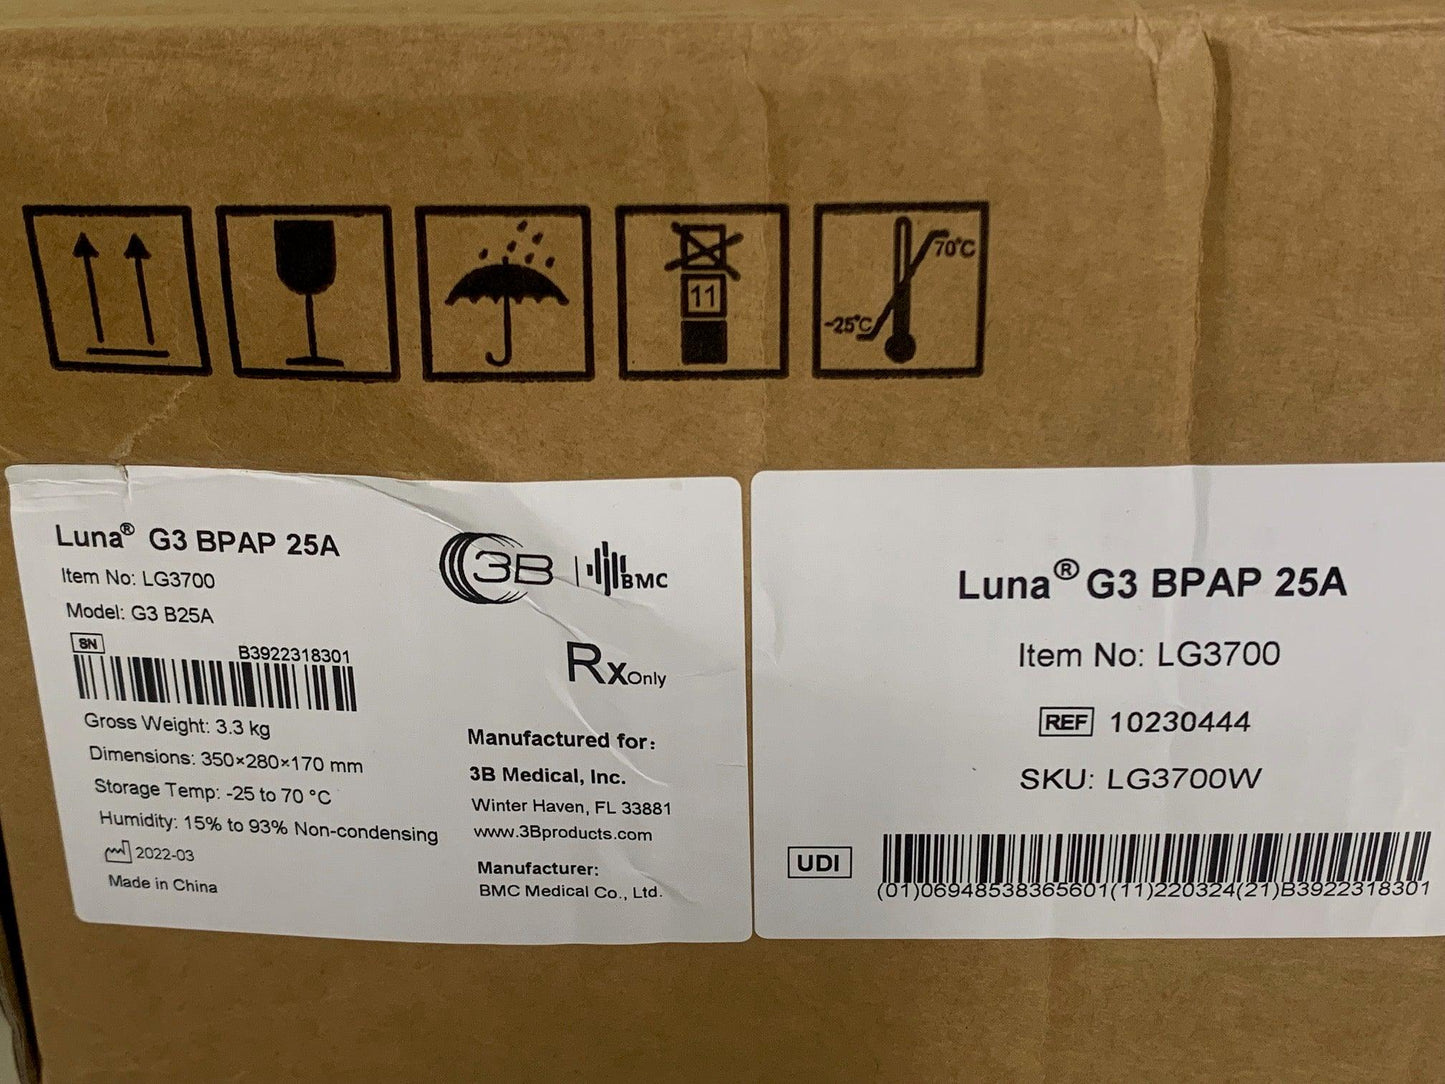 11
70°C
-25°C
Luna® G3 BPAP 25A
Item No: LG3700
Model: G3 B25A
SN
B3922318301
Gross Weight: 3.3 kg
Dimensions: 350×280×170 mm
Storage Temp: -25 to 70 °C
Humidity: 15% to 93% Non-condensing
2022-03
Made in China
3B BMC
Rx Only
Manufactured for:
3B Medical, Inc.
Winter Haven, FL 33881
www.3Bproducts.com
Manufacturer:
BMC Medical Co., Ltd.
Luna® G3 BPAP 25A
Item No: LG3700
REF 10230444
SKU: LG3700W
UDI
(01)06948538365601(11)220324(21)B3922318301